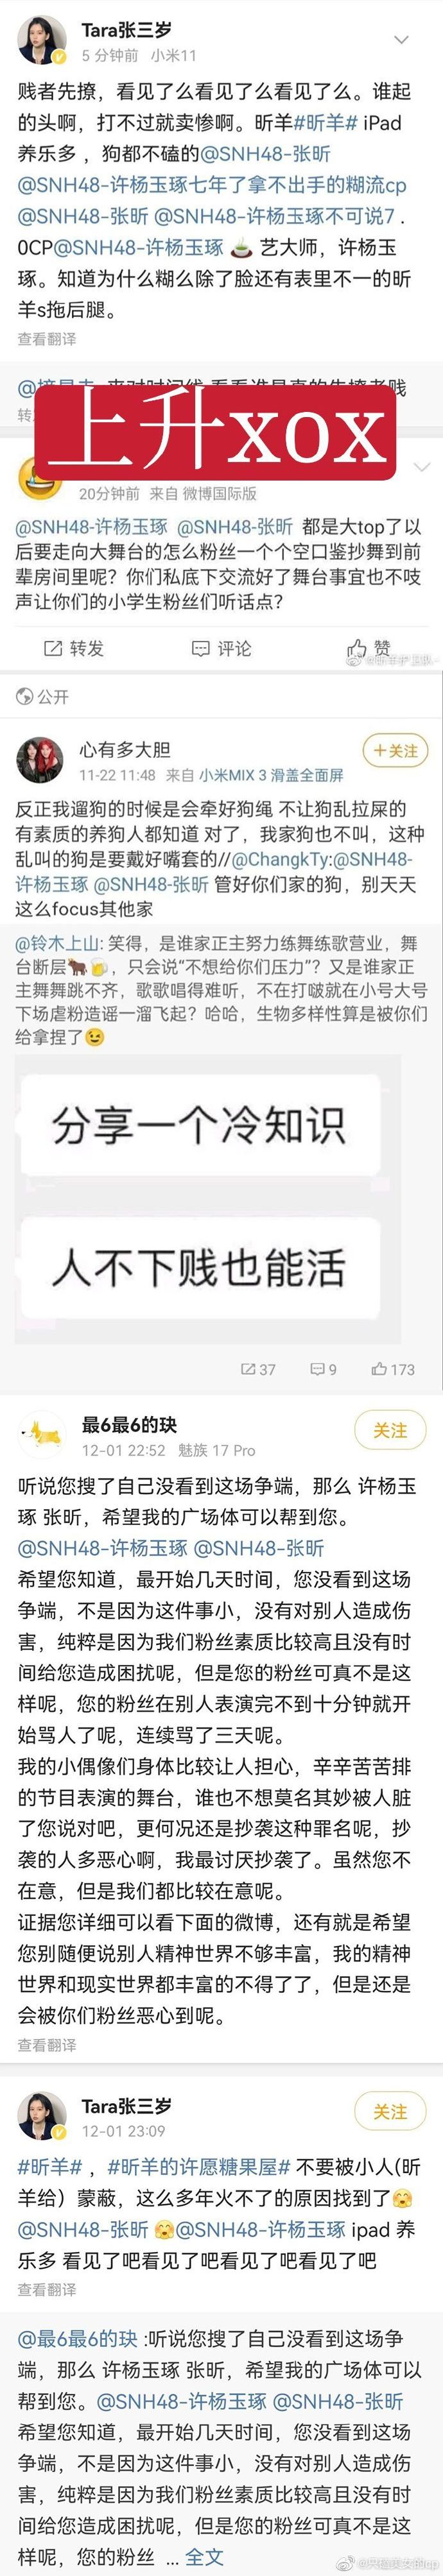 Tara张三岁
5 分钟前 小米11
贱者先撩，看见了么看见了么看见了么。谁起
的头啊，打不过就卖惨啊。昕羊#昕羊# iPad
养乐多 ，狗都不磕的@SNH48-张昕
@SNH48-许杨玉琢七年了拿不出手的糊流cp
@SNH48-张昕 @SNH48-许杨玉琢不可说7 .
0CP@SNH48-许杨玉琢 🍵 艺大师，许杨玉
琢。知道为什么糊么除了脸还有表里不一的昕
羊s拖后腿。
查看翻译
上升xox
20分钟前 来自 微博国际版
@SNH48-许杨玉琢 @SNH48-张昕 都是大top了以
后要走向大舞台的怎么粉丝一个个空口鉴抄舞到前
辈房间里呢？你们私底下交流好了舞台事宜也不吱
声让你们的小学生粉丝们听话点？
转发 评论 赞
公开
心有多大胆
+关注
11-22 11:48 来自 小米MIX 3 滑盖全面屏
反正我遛狗的时候是会牵好狗绳 不让狗乱拉屎的
有素质的养狗人都知道 对了，我家狗也不叫，这种
乱叫的狗是要戴好嘴套的//@ChangkTy:@SNH48-
许杨玉琢 @SNH48-张昕 管好你们家的狗，别天天
这么focus其他家
@铃木上山: 笑得，是谁家正主努力练舞练歌营业，舞
台断层🐂🍺，只会说“不想给你们压力”？又是谁家正
主舞舞跳不齐，歌歌唱得难听，不在打啵就在小号大号
下场虐粉造谣一溜飞起？哈哈，生物多样性算是被你们
给拿捏了😉
分享一个冷知识
人不下贱也能活
37 9 173
最6最6的玦
关注
12-01 22:52 魅族 17 Pro
听说您搜了自己没看到这场争端，那么 许杨玉
琢 张昕，希望我的广场体可以帮到您。
@SNH48-许杨玉琢 @SNH48-张昕
希望您知道，最开始几天时间，您没看到这场
争端，不是因为这件事小，没有对别人造成伤
害，纯粹是因为我们粉丝素质比较高且没有时
间给您造成困扰呢，但是您的粉丝可真不是这
样呢，您的粉丝在别人表演完不到十分钟就开
始骂人了呢，连续骂了三天呢。
我的小偶像们身体比较让人担心，辛辛苦苦排
的节目表演的舞台，谁也不想莫名其妙被人脏
了您说对吧，更何况还是抄袭这种罪名呢，抄
袭的人多恶心啊，我最讨厌抄袭了。虽然您不
在意，但是我们都比较在意呢。
证据您详细可以看下面的微博，还有就是希望
您别随便说别人精神世界不够丰富，我的精神
世界和现实世界都丰富的不得了了，但是还是
会被你们粉丝恶心到呢。
查看翻译
Tara张三岁
关注
12-01 23:09
#昕羊# ，#昕羊的许愿糖果屋# 不要被小人(昕
羊给）蒙蔽，这么多年火不了的原因找到了🤗
@SNH48-张昕 🤗@SNH48-许杨玉琢 ipad 养
乐多 看见了吧看见了吧看见了吧看见了吧
查看翻译
@最6最6的玦 :听说您搜了自己没看到这场争
端，那么 许杨玉琢 张昕，希望我的广场体可以
帮到您。@SNH48-许杨玉琢 @SNH48-张昕
希望您知道，最开始几天时间，您没看到这场
争端，不是因为这件事小，没有对别人造成伤
害，纯粹是因为我们粉丝素质比较高且没有时
间给您造成困扰呢，但是您的粉丝可真不是这
样呢，您的粉丝 ... 全文